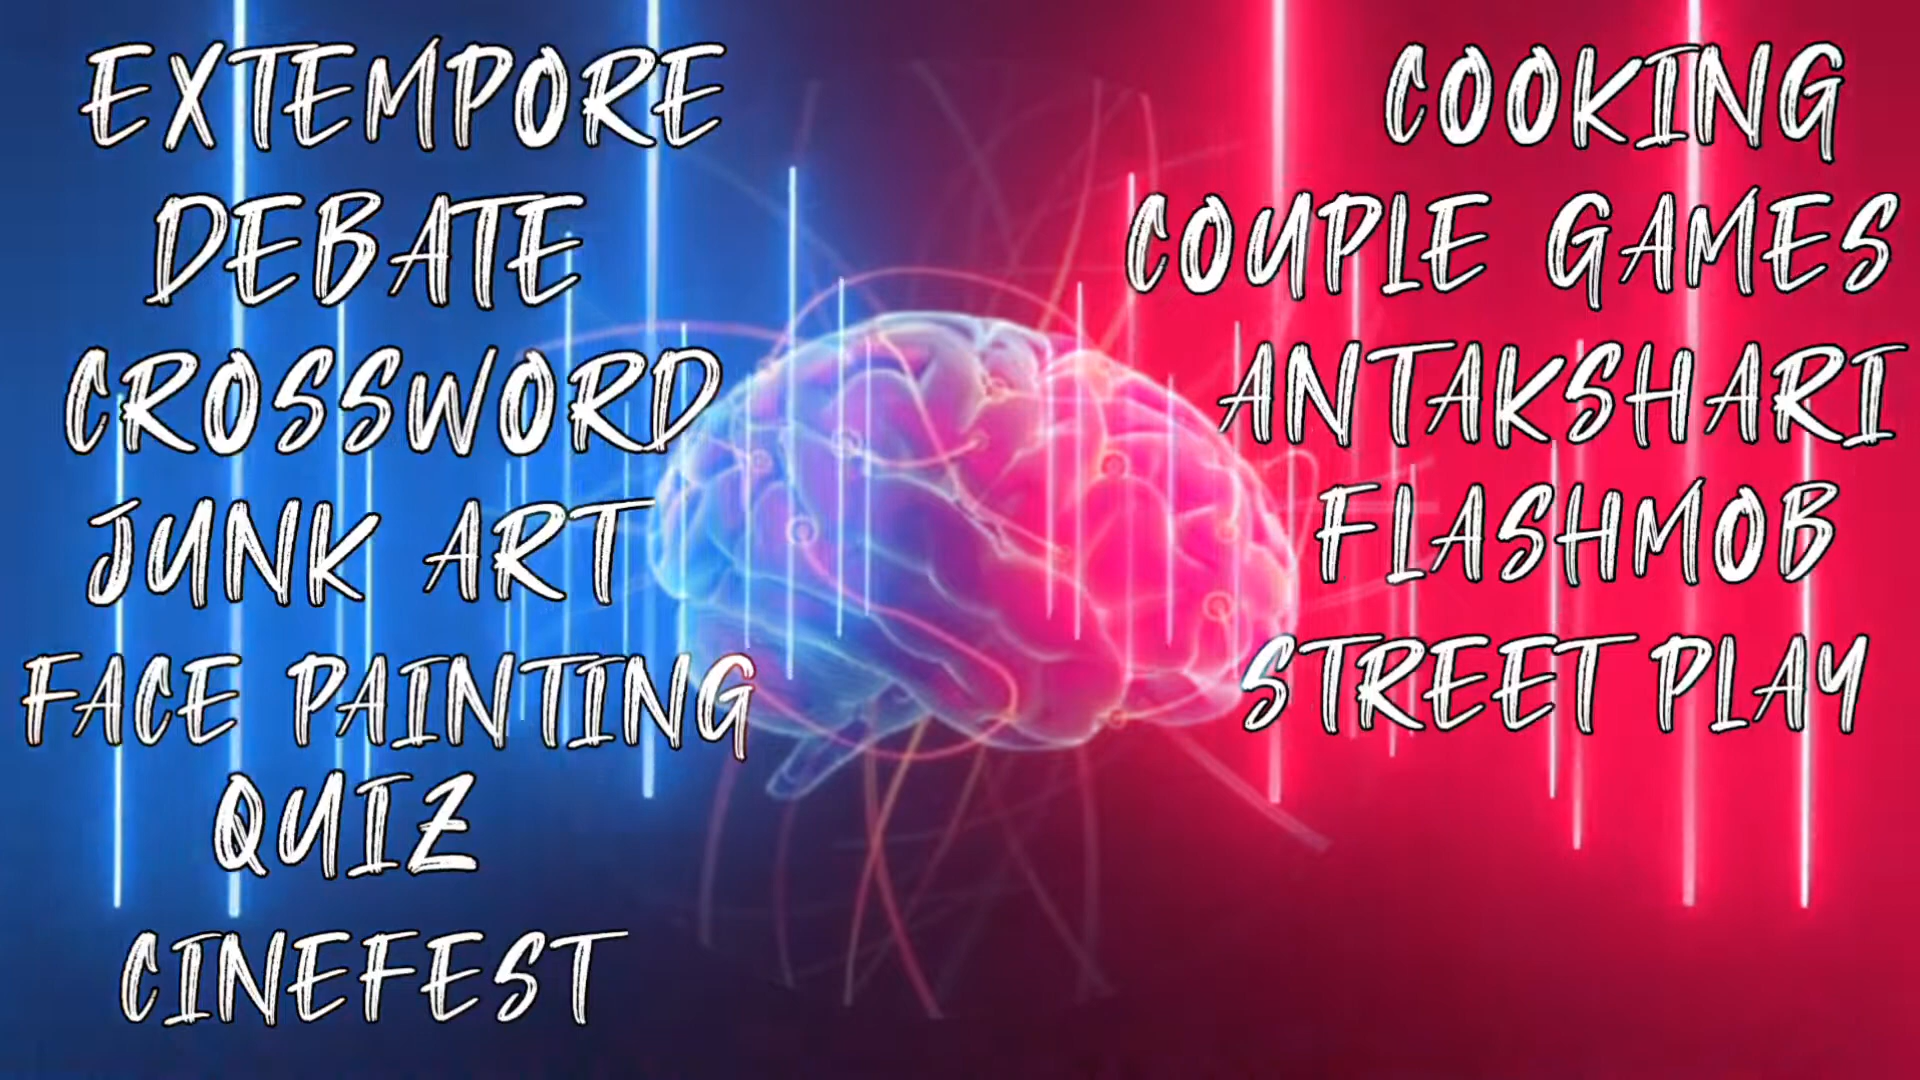 EXTEMPORE
DEBATE
CROSSWORD
JUNK ART
FACE PAINTING
QUIZ
CINEFEST
COOKING
COUPLE GAMES
ANTAKSHARI
FLASHMOB
STREET PLAY